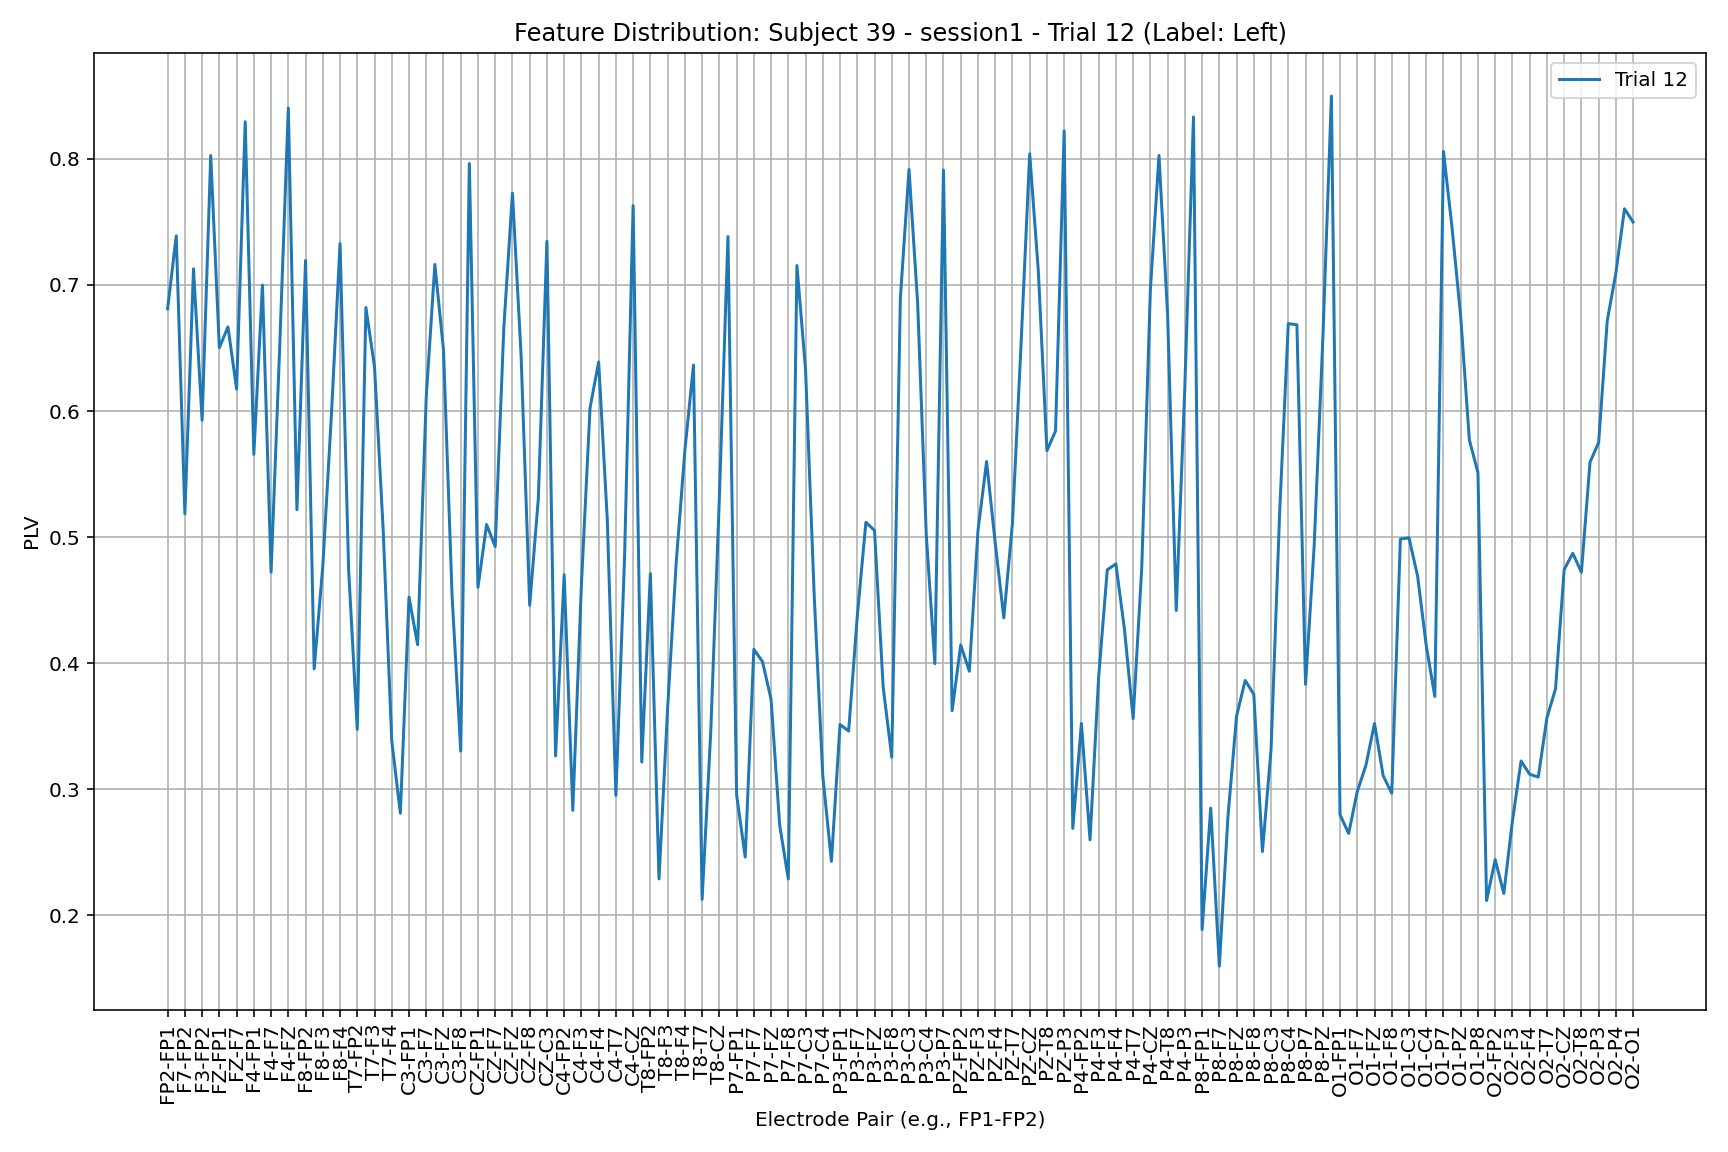 Feature Distribution: Subject 39 - session1 - Trial 12 (Label: Left)
Trial 12
PLV
0.8
0.7
0.6
0.5
0.4
0.3
0.2
FP2-FP1
F7-FP2
F3-FP2
FZ-FP1
FZ-F7
F4-FP1
F4-F7
F4-FZ
F8-FP2
F8-F3
F8-F4
T7-FP2
T7-F3
T7-F4
C3-FP1
C3-F7
C3-FZ
C3-F8
CZ-FP1
CZ-F7
CZ-FZ
CZ-F8
CZ-C3
C4-FP2
C4-F3
C4-F4
C4-T7
C4-CZ
T8-FP2
T8-F3
T8-F4
T8-T7
T8-CZ
P7-FP1
P7-F7
P7-FZ
P7-F8
P7-C3
P7-C4
P3-FP1
P3-F7
P3-FZ
P3-F8
P3-C3
P3-C4
P3-P7
PZ-FP2
PZ-F3
PZ-F4
PZ-T7
PZ-CZ
PZ-T8
PZ-P3
P4-FP2
P4-F3
P4-F4
P4-T7
P4-CZ
P4-T8
P4-P3
P8-FP1
P8-F7
P8-FZ
P8-F8
P8-C3
P8-C4
P8-P7
P8-PZ
O1-FP1
O1-F7
O1-FZ
O1-F8
O1-C3
O1-C4
O1-P7
O1-PZ
O1-P8
O2-FP2
O2-F3
O2-F4
O2-T7
O2-CZ
O2-T8
O2-P3
O2-P4
O2-O1
Electrode Pair (e.g., FP1-FP2)